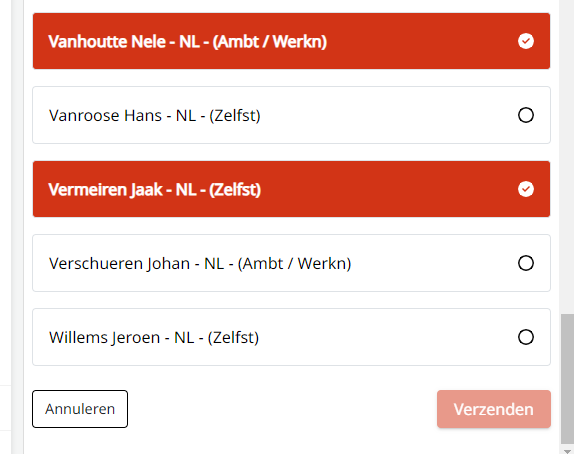 Vanhoutte Nele - NL - (Ambt / Werkn)
Vanroose Hans - NL - (Zelfst)
Vermeiren Jaak - NL - (Zelfst)
Verschueren Johan - NL - (Ambt / Werkn)
Willems Jeroen - NL - (Zelfst)
Annuleren
Verzenden